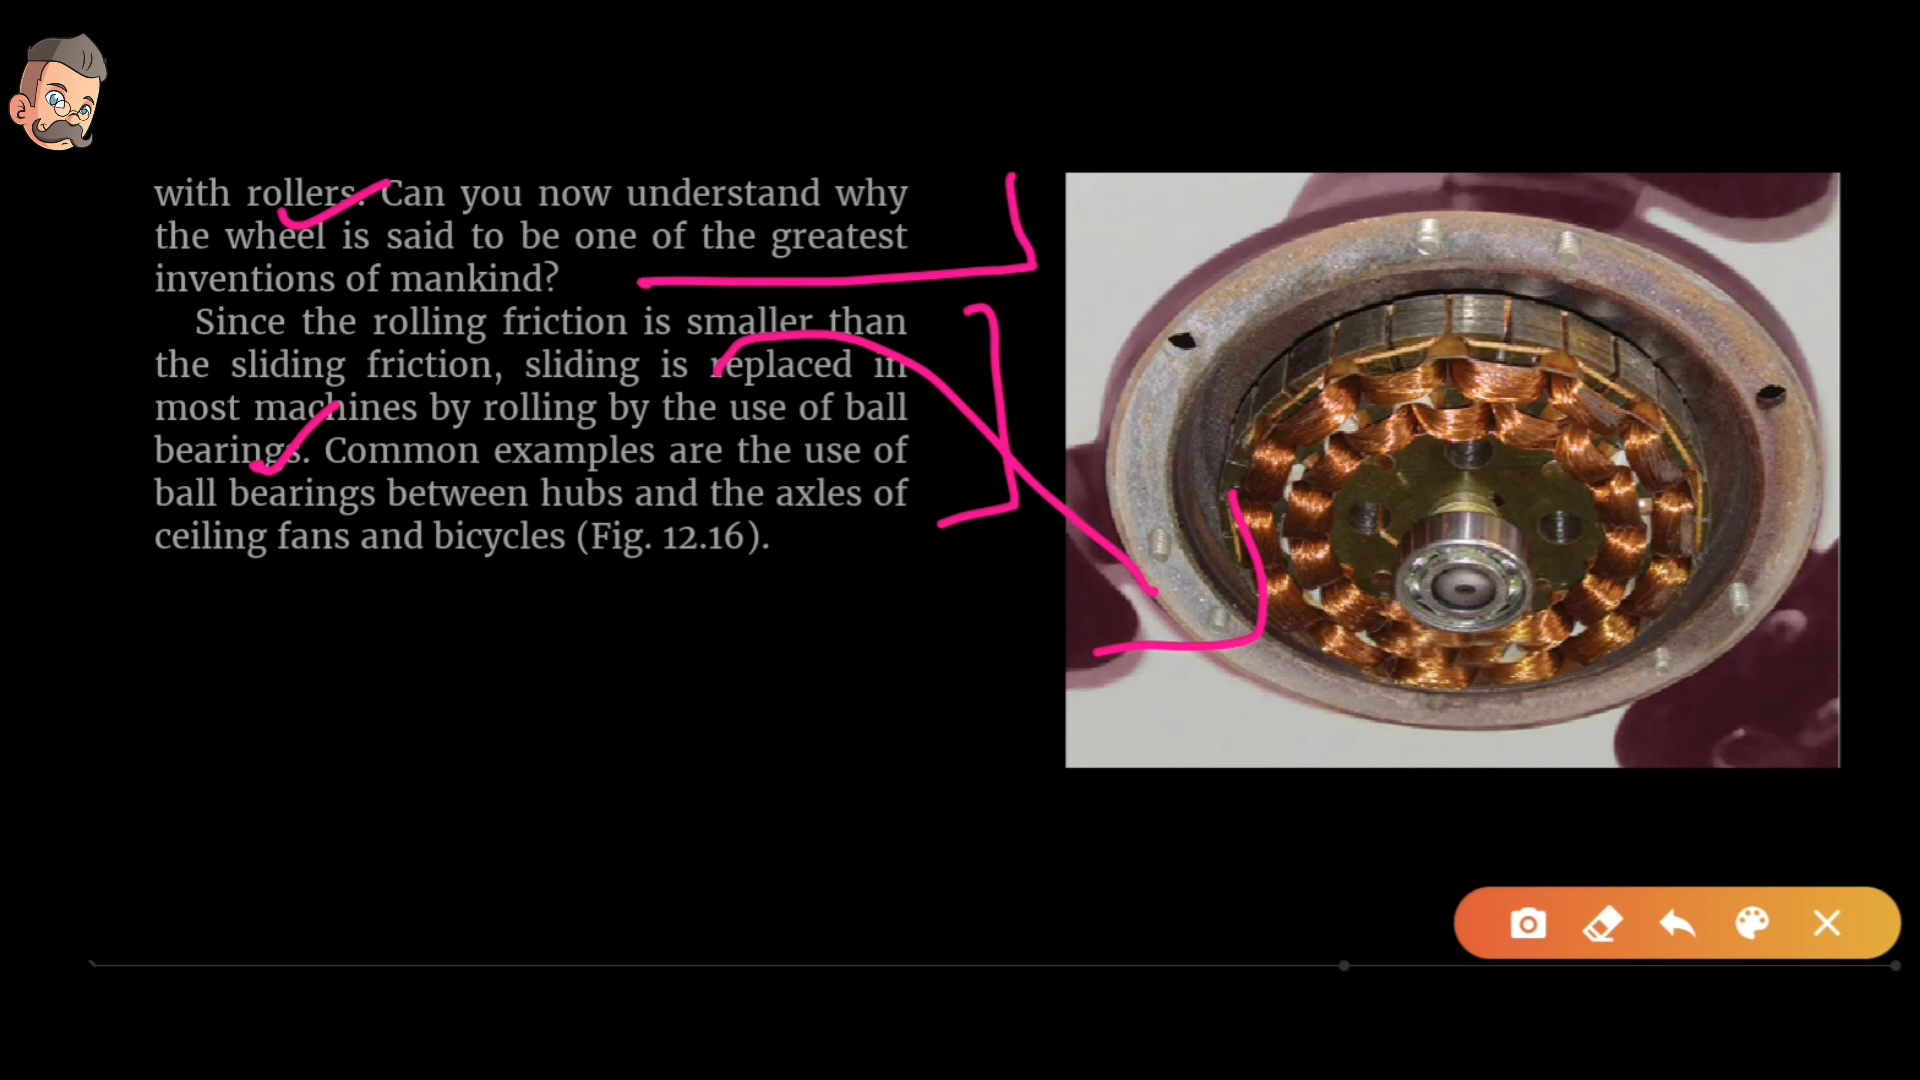 with rollers. Can you now understand why
the wheel is said to be one of the greatest
inventions of mankind?
Since the rolling friction is smaller than
the sliding friction, sliding is replaced in
most machines by rolling by the use of ball
bearings. Common examples are the use of
ball bearings between hubs and the axles of
ceiling fans and bicycles (Fig. 12.16).